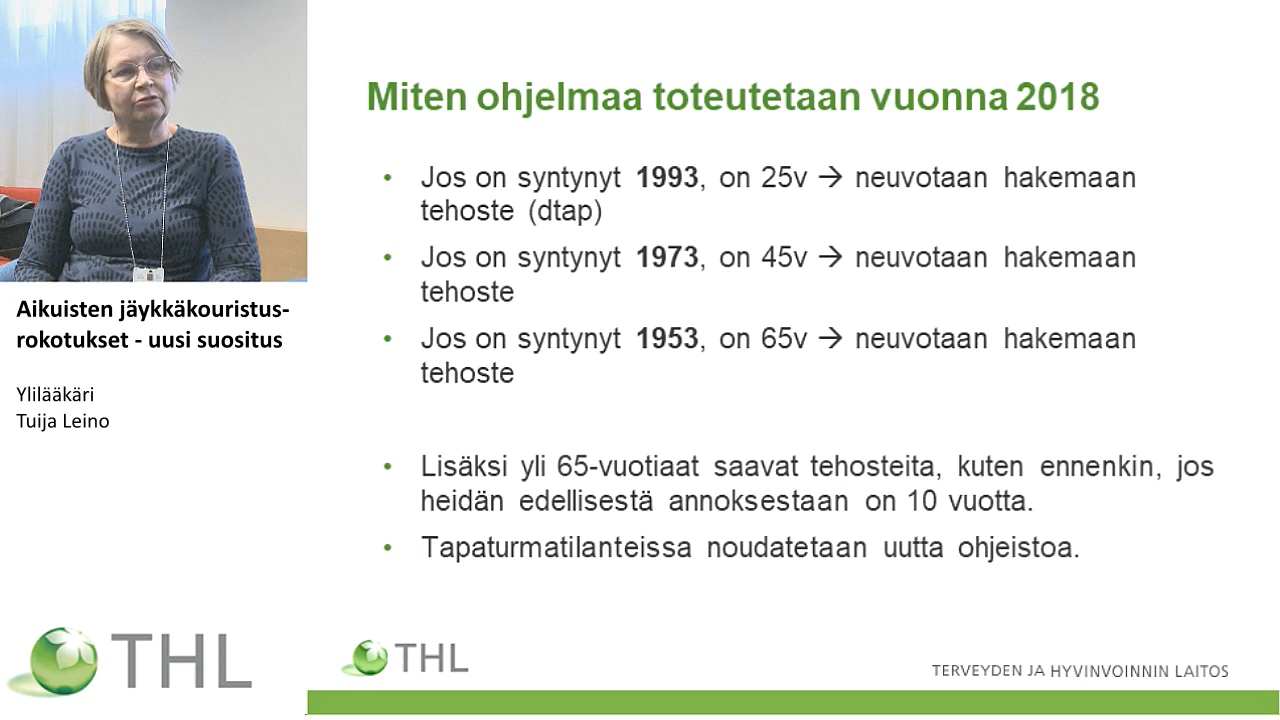 Miten ohjelmaa toteutetaan vuonna 2018
• Jos on syntynyt 1993, on 25v → neuvotaan hakemaan
tehoste (dtap)
• Jos on syntynyt 1973, on 45v → neuvotaan hakemaan
tehoste
• Jos on syntynyt 1953, on 65v → neuvotaan hakemaan
tehoste
• Lisäksi yli 65-vuotiaat saavat tehosteita, kuten ennenkin, jos
heidän edellisestä annoksestaan on 10 vuotta.
• Tapaturmatilanteissa noudatetaan uutta ohjeistoa.
Aikuisten jäykkäkouristus-
rokotukset - uusi suositus
Ylilääkäri
Tuija Leino
THL
THL
TERVEYDEN JA HYVINVOINNIN LAITOS